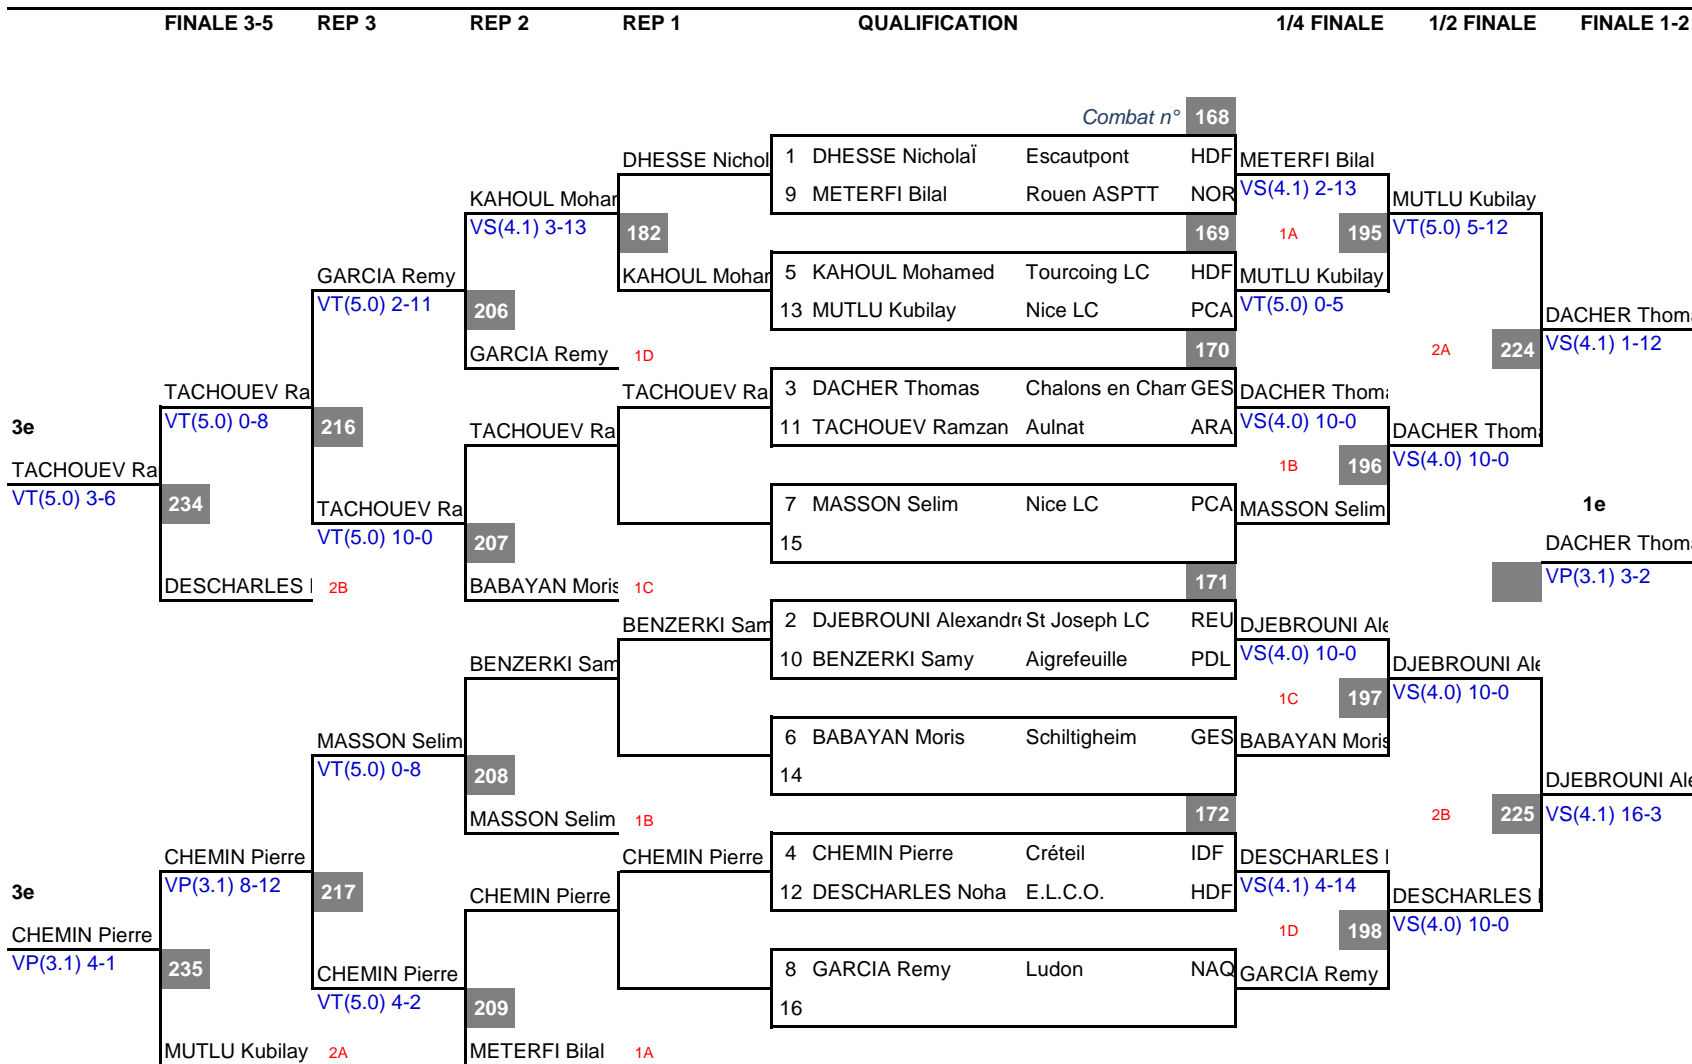 FINALE 3-5 REP 3 REP 2 REP 1 QUALIFICATION 1/4 FINALE 1/2 FINALE FINALE 1-2
Combat n° 168
DHESSE Nichol 1 DHESSE NicholaÏ Escautpont HDF METERFI Bilal
KAHOUL Mohar 9 METERFI Bilal Rouen ASPTT NOR VS(4.1) 2-13 MUTLU Kubilay
VS(4.1) 3-13 182 169 1A 195 VT(5.0) 5-12
GARCIA Remy KAHOUL Mohar 5 KAHOUL Mohamed Tourcoing LC HDF MUTLU Kubilay
VT(5.0) 2-11 206 13 MUTLU Kubilay Nice LC PCA VT(5.0) 0-5 DACHER Thoma
GARCIA Remy 1D 170 2A 224 VS(4.1) 1-12
TACHOUEV Ra TACHOUEV Ra 3 DACHER Thomas Chalons en Cham GES DACHER Thoma
3e VT(5.0) 0-8 216 TACHOUEV Ra 11 TACHOUEV Ramzan Aulnat ARA VS(4.0) 10-0 DACHER Thoma
TACHOUEV Ra 1B 196 VS(4.0) 10-0
VT(5.0) 3-6 234 TACHOUEV Ra 7 MASSON Selim Nice LC PCA MASSON Selim 1e
VT(5.0) 10-0 207 15 DACHER Thoma
DESCHARLES 2B BABAYAN Moris 1C 171 VP(3.1) 3-2
BENZERKI Sam 2 DJEBROUNI Alexandre St Joseph LC REU DJEBROUNI Ale
BENZERKI Sam 10 BENZERKI Samy Aigrefeuille PDL VS(4.0) 10-0 DJEBROUNI Ale
1C 197 VS(4.0) 10-0
MASSON Selim 6 BABAYAN Moris Schiltigheim GES BABAYAN Moris
VT(5.0) 0-8 208 14 DJEBROUNI Ale
MASSON Selim 1B 172 2B 225 VS(4.1) 16-3
CHEMIN Pierre CHEMIN Pierre 4 CHEMIN Pierre Créteil IDF DESCHARLES
3e VP(3.1) 8-12 217 CHEMIN Pierre 12 DESCHARLES Noha E.L.C.O. HDF VS(4.1) 4-14 DESCHARLES
CHEMIN Pierre 1D 198 VS(4.0) 10-0
VP(3.1) 4-1 235 CHEMIN Pierre 8 GARCIA Remy Ludon NAQ GARCIA Remy
VT(5.0) 4-2 209 16
MUTLU Kubilay 2A METERFI Bilal 1A